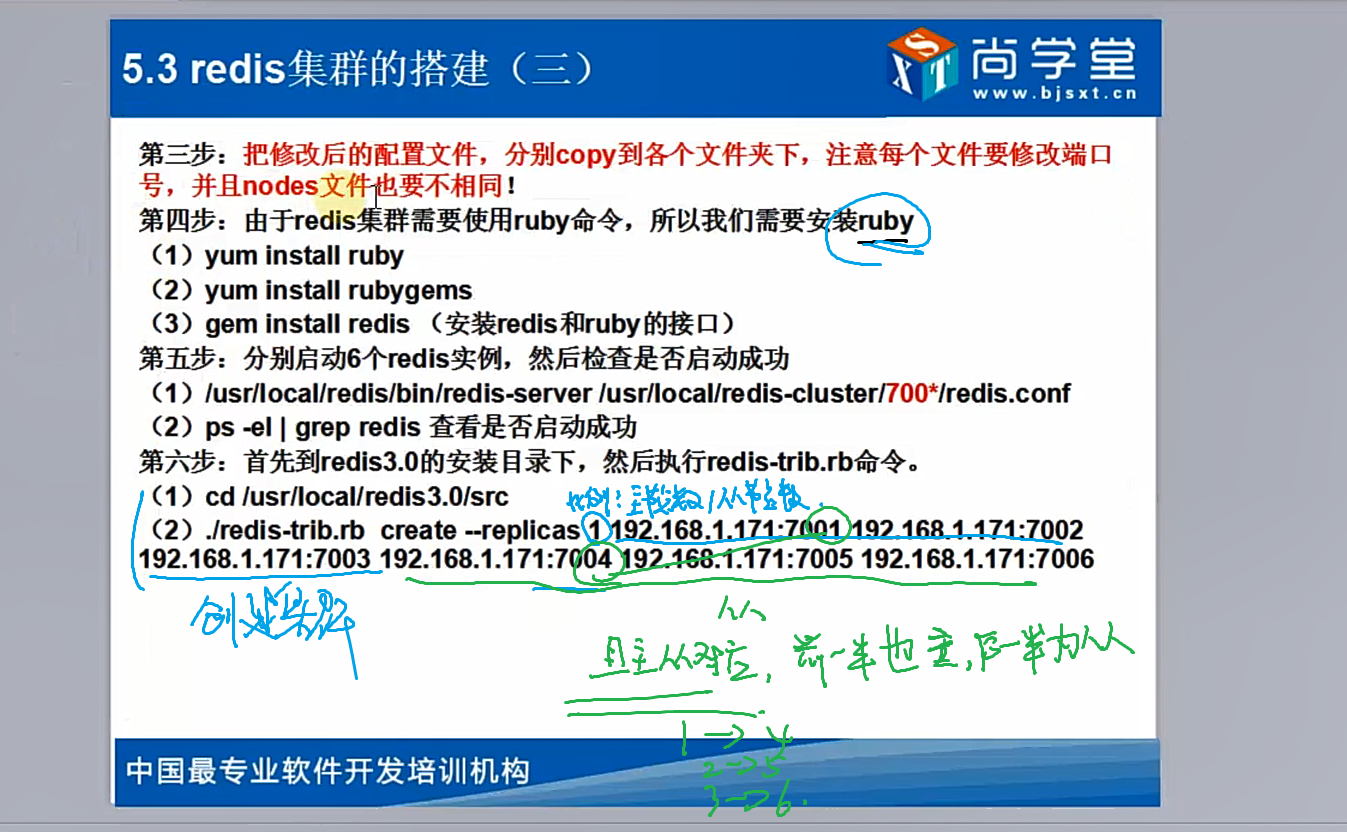 5.3 redis集群的搭建（三）
尚学堂
www.bjsxt.cn
SXT
第三步：把修改后的配置文件，分别copy到各个文件夹下，注意每个文件要修改端口
号，并且nodes文件也要不相同！
第四步：由于redis集群需要使用ruby命令，所以我们需要安装ruby
（1）yum install ruby
（2）yum install rubygems
（3）gem install redis （安装redis和ruby的接口）
第五步：分别启动6个redis实例，然后检查是否启动成功
（1）/usr/local/redis/bin/redis-server /usr/local/redis-cluster/700*/redis.conf
（2）ps -el | grep redis 查看是否启动成功
第六步：首先到redis3.0的安装目录下，然后执行redis-trib.rb命令。
（1）cd /usr/local/redis3.0/src
比例：主节点数/从节点数.
（2）./redis-trib.rb create --replicas 1 192.168.1.171:7001 192.168.1.171:7002
192.168.1.171:7003 192.168.1.171:7004 192.168.1.171:7005 192.168.1.171:7006
创建集群
从
且主从对应，前一半为主，后一半为从
1→4
2→5
3→6.
中国最专业软件开发培训机构